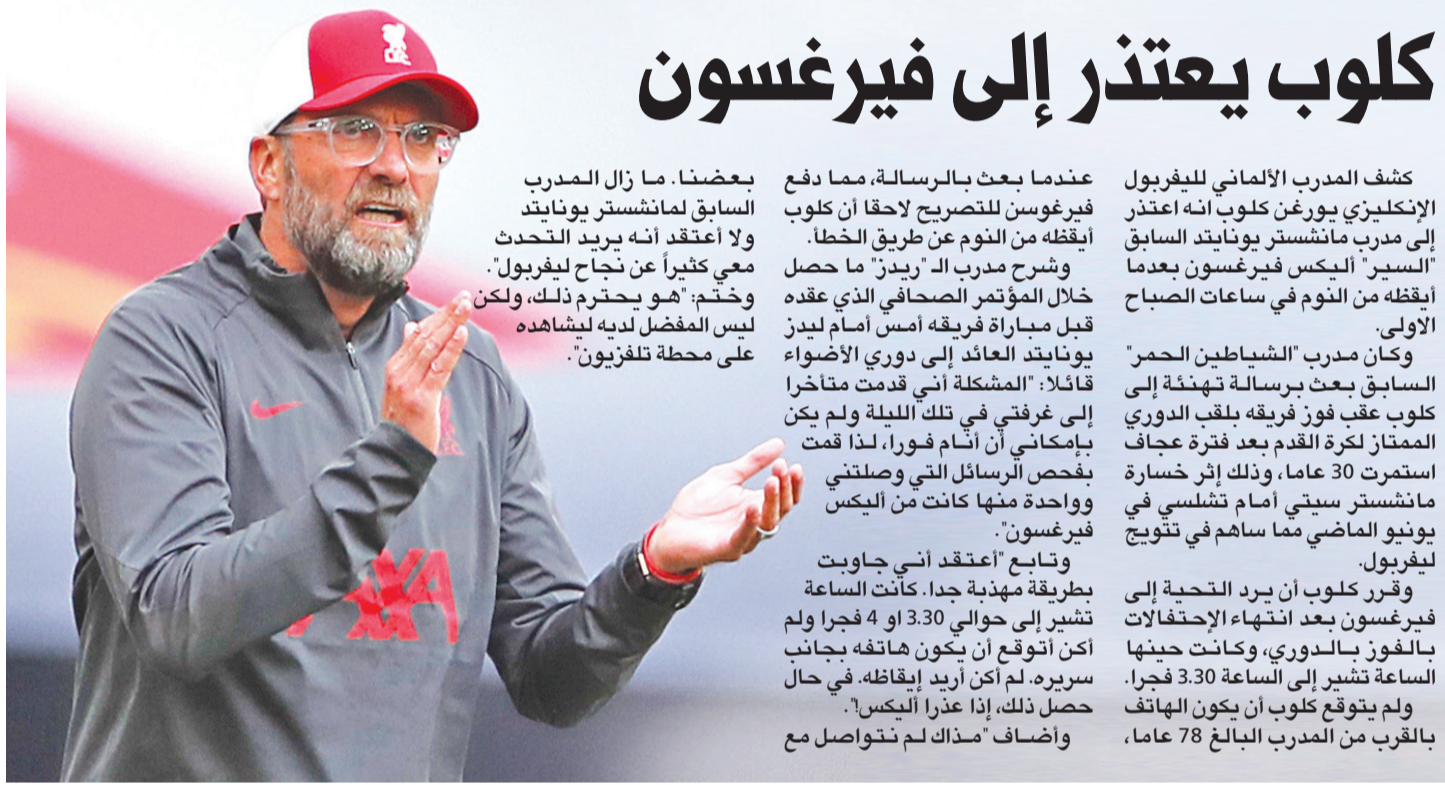 كلوب يعتذر إلى فيرغسون
كشف المدرب الألماني لليفربول
الإنكليزي يورغن كلوب انه اعتذر
إلى مدرب مانشستر يونايتد السابق
"السير" أليكس فيرغسون بعدما
أيقظه من النوم في ساعات الصباح
الاولى.
وكان مدرب "الشياطين الحمر"
السابق بعث برسالة تهنئة إلى
كلوب عقب فوز فريقه بلقب الدوري
الممتاز لكرة القدم بعد فترة عجاف
استمرت 30 عاما، وذلك إثر خسارة
مانشستر سيتي أمام تشلسي في
يونيو الماضي مما ساهم في تتويج
ليفربول.
وقرر كلوب أن يرد التحية إلى
فيرغسون بعد انتهاء الإحتفالات
بالفوز بالدوري، وكانت حينها
الساعة تشير إلى الساعة 3.30 فجرا.
ولم يتوقع كلوب أن يكون الهاتف
بالقرب من المدرب البالغ 78 عاما،
عندما بعث بالرسالة، مما دفع
فيرغوسن للتصريح لاحقا أن كلوب
أيقظه من النوم عن طريق الخطأ.
وشرح مدرب الـ "ريدز" ما حصل
خلال المؤتمر الصحافي الذي عقده
قبل مباراة فريقه أمس أمام ليدز
يونايتد العائد إلى دوري الأضواء
قائلا: "المشكلة أني قدمت متأخرا
إلى غرفتي في تلك الليلة ولم يكن
بإمكاني أن أنام فورا، لذا قمت
بفحص الرسائل التي وصلتني
وواحدة منها كانت من أليكس
فيرغسون".
وتابع "أعتقد أني جاوبت
بطريقة مهذبة جدا. كانت الساعة
تشير إلى حوالي 3.30 او 4 فجرا ولم
أكن أتوقع أن يكون هاتفه بجانب
سريره. لم أكن أريد إيقاظه. في حال
حصل ذلك، إذا عذرا أليكس!".
وأضاف "مذاك لم نتواصل مع
بعضنا. ما زال المدرب
السابق لمانشستر يونايتد
ولا أعتقد أنه يريد التحدث
معي كثيراً عن نجاح ليفربول".
وختم: "هو يحترم ذلك، ولكن
ليس المفضل لديه ليشاهده
على محطة تلفزيون".
AXA